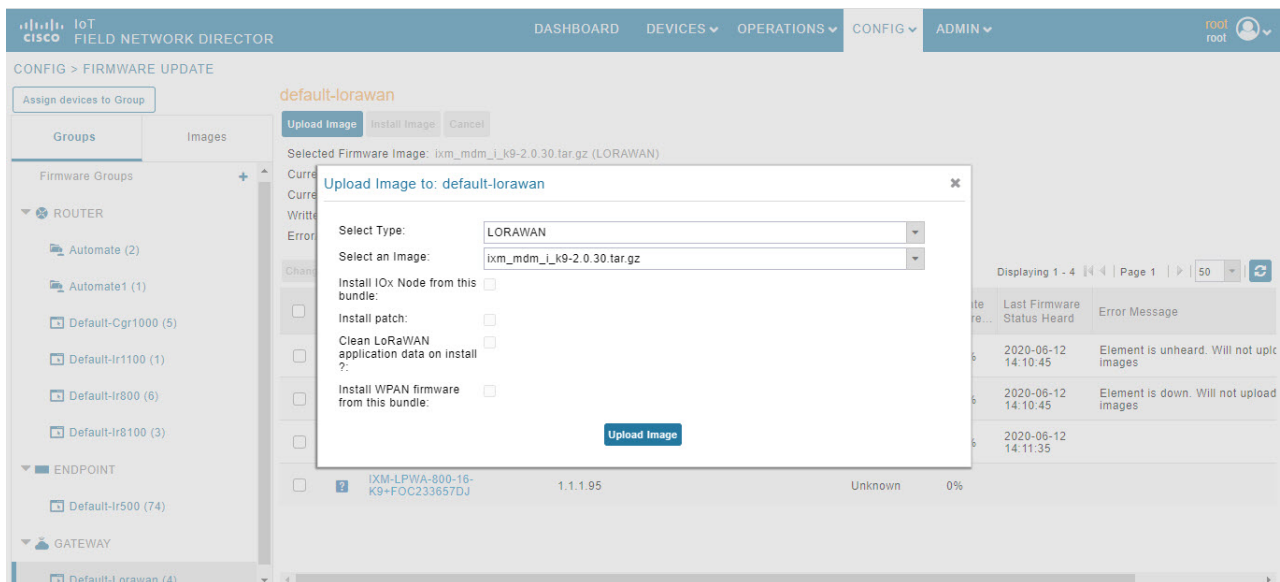 IoT
CISCO FIELD NETWORK DIRECTOR
DASHBOARD DEVICES OPERATIONS CONFIG ADMIN
root
root
CONFIG > FIRMWARE UPDATE
Assign devices to Group
Groups Images
Firmware Groups +
ROUTER
Automate (2)
Automate1 (1)
Default-Cgr1000 (5)
Default-Ir1100 (1)
Default-Ir800 (6)
Default-Ir8100 (3)
ENDPOINT
Default-Ir500 (74)
GATEWAY
Default-Lorawan (4)
default-lorawan
Upload Image Install Image Cancel
Selected Firmware Image: ixm_mdm_i_k9-2.0.30.tar.gz (LORAWAN)
Curre
Curre
Writte
Error
Chang
Upload Image to: default-lorawan
Select Type: LORAWAN
Select an Image: ixm_mdm_i_k9-2.0.30.tar.gz
Install IOx Node from this
bundle:
Install patch:
Clean LoRaWAN
application data on install
?:
Install WPAN firmware
from this bundle:
Upload Image
Displaying 1 - 4 Page 1 50
Last Firmware
Status Heard
Error Message
2020-06-12
14:10:45
Element is unheard. Will not uplo
images
2020-06-12
14:10:45
Element is down. Will not upload
images
2020-06-12
14:11:35
IXM-LPWA-800-16-
K9+FOC233657DJ
1.1.1.95 Unknown 0%